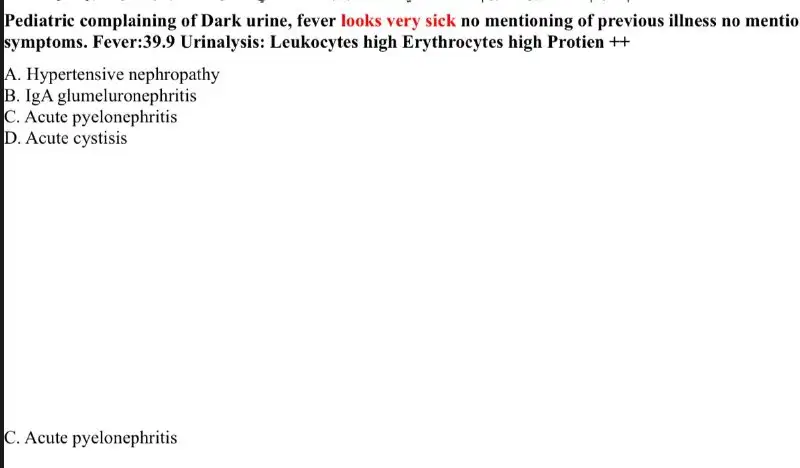 Pediatric complaining of Dark urine, fever looks very sick no mentioning of previous illness no mentio
symptoms. Fever:39.9 Urinalysis: Leukocytes high Erythrocytes high Protien ++
A. Hypertensive nephropathy
B. IgA glumeluronephritis
C. Acute pyelonephritis
D. Acute cystisis
C. Acute pyelonephritis